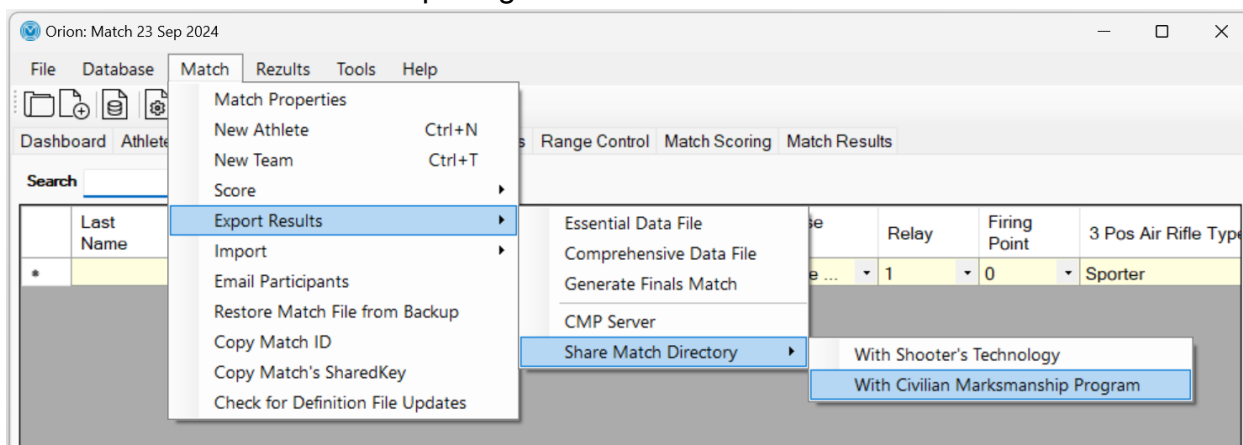 Orion: Match 23 Sep 2024
File Database Match Rezults Tools Help
Match Properties
New Athlete Ctrl+N
New Team Ctrl+T
Score
Export Results
Import
Email Participants
Restore Match File from Backup
Copy Match ID
Copy Match's SharedKey
Check for Definition File Updates
Essential Data File
Comprehensive Data File
Generate Finals Match
CMP Server
Share Match Directory
With Shooter's Technology
With Civilian Marksmanship Program
Dashboard Athlete s Range Control Match Scoring Match Results
Search
Last Name
Relay
Firing Point
3 Pos Air Rifle Type
* e ... 1 0 Sporter